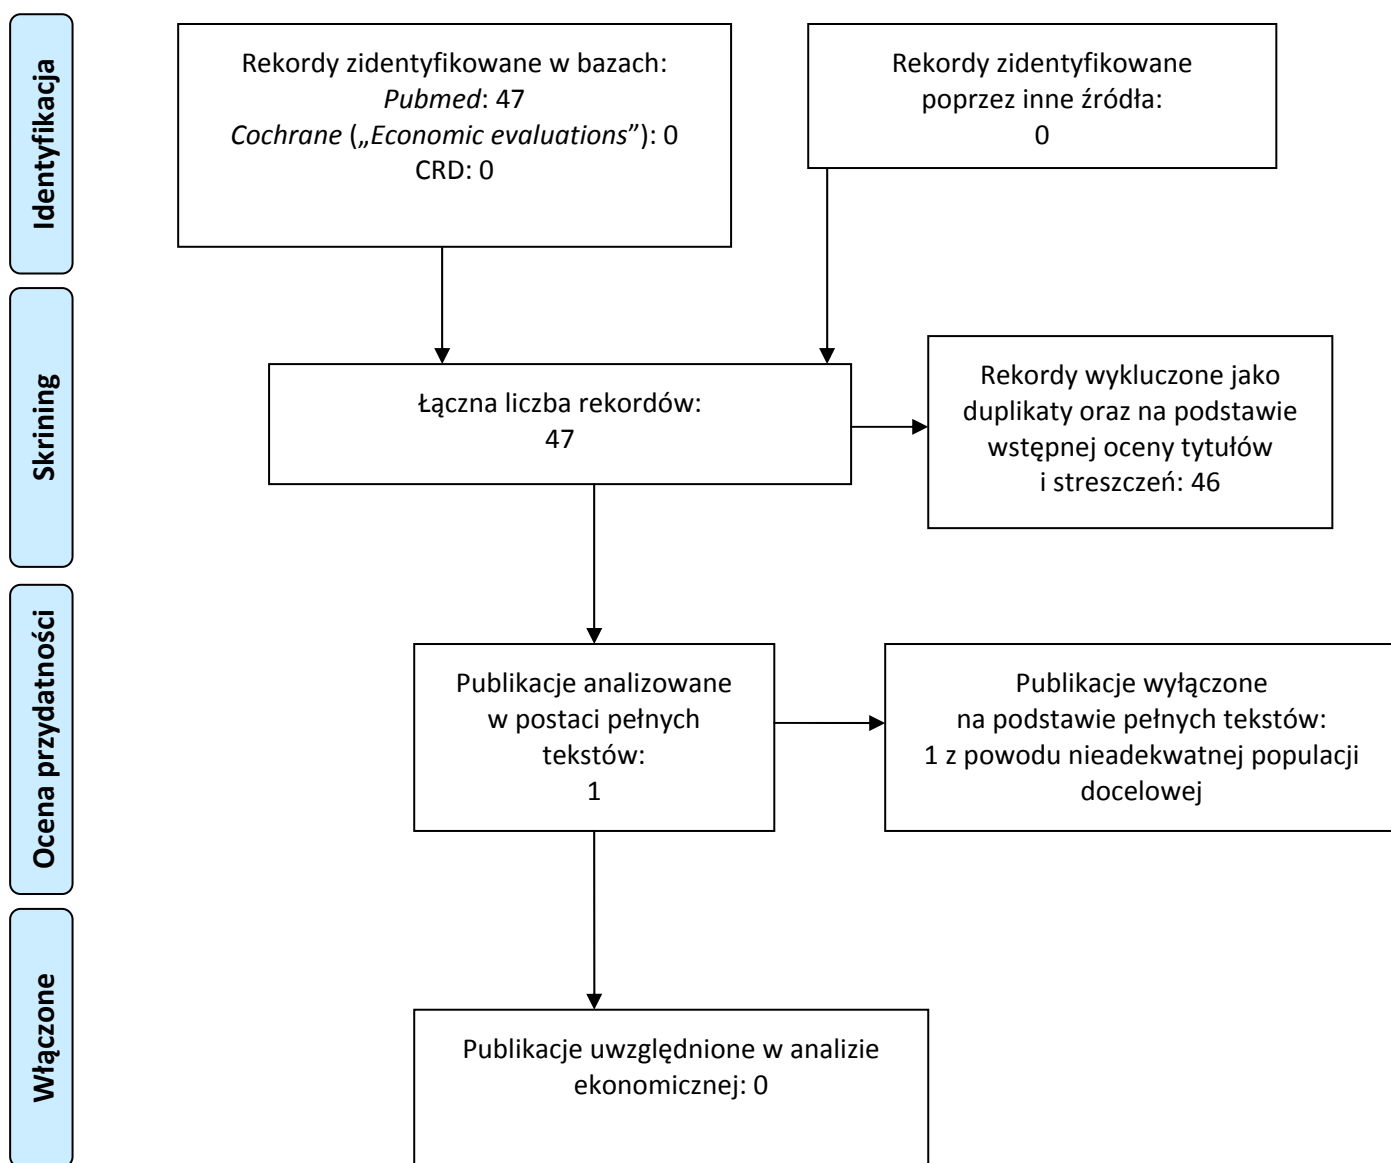 Identyfikacja
Rekordy zidentyfikowane w bazach:
Pubmed: 47
Cochrane („Economic evaluations”): 0
CRD: 0
Rekordy zidentyfikowane
poprzez inne źródła:
0
Skrining
Łączna liczba rekordów:
47
Rekordy wykluczone jako
duplikaty oraz na podstawie
wstępnej oceny tytułów
i streszczeń: 46
Ocena przydatności
Publikacje analizowane
w postaci pełnych
tekstów:
1
Publikacje wyłączone
na podstawie pełnych tekstów:
1 z powodu nieadekwatnej populacji
docelowej
Włączone
Publikacje uwzględnione w analizie
ekonomicznej: 0